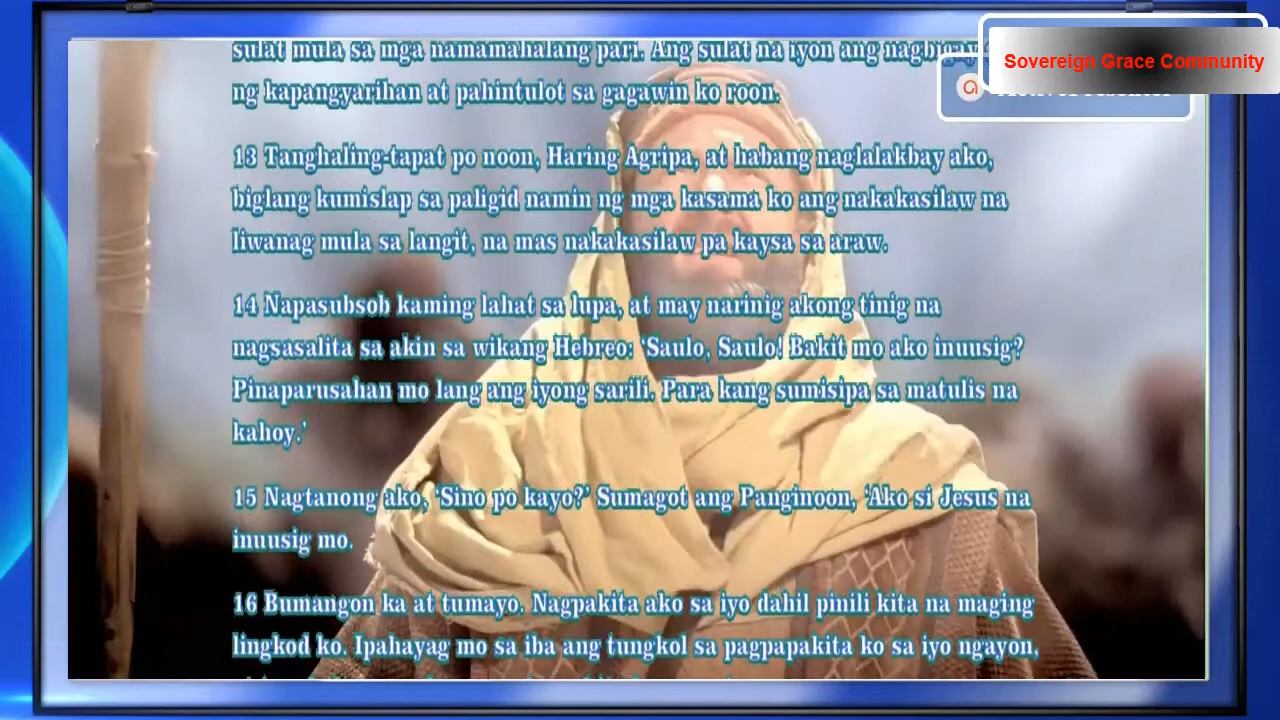 Sovereign Grace Community
sulat mula sa mga namamahalang pari. Ang sulat na iyon ang nagbigay
ng kapangyarihan at pahintulot sa gagawin ko roon.
13 Tanghaling-tapat po noon, Haring Agripa, at habang naglalakbay ako,
biglang kumislap sa paligid namin ng mga kasama ko ang nakakasilaw na
liwanag mula sa langit, na mas nakakasilaw pa kaysa sa araw.
14 Napasubsob kaming lahat sa lupa, at may narinig akong tinig na
nagsasalita sa akin sa wikang Hebreo: ‘Saulo, Saulo! Bakit mo ako inuusig?
Pinaparusahan mo lang ang iyong sarili. Para kang sumisipa sa matulis na
kahoy.’
15 Nagtanong ako, ‘Sino po kayo?’ Sumagot ang Panginoon, ‘Ako si Jesus na
inuusig mo.
16 Bumangon ka at tumayo. Nagpakita ako sa iyo dahil pinili kita na maging
lingkod ko. Ipahayag mo sa iba ang tungkol sa pagpapakita ko sa iyo ngayon,